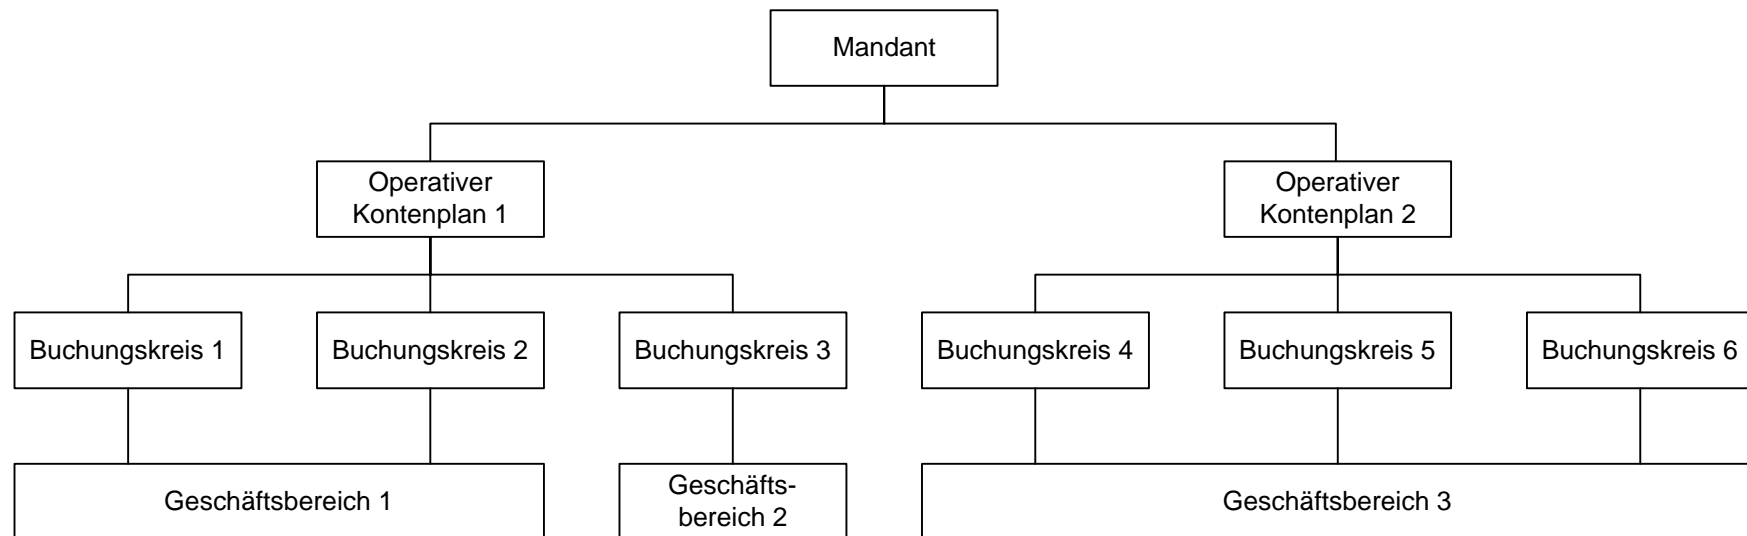 Mandant
Operativer
Kontenplan 1
Operativer
Kontenplan 2
Buchungskreis 1
Buchungskreis 2
Buchungskreis 3
Buchungskreis 4
Buchungskreis 5
Buchungskreis 6
Geschäftsbereich 1
Geschäfts-
bereich 2
Geschäftsbereich 3